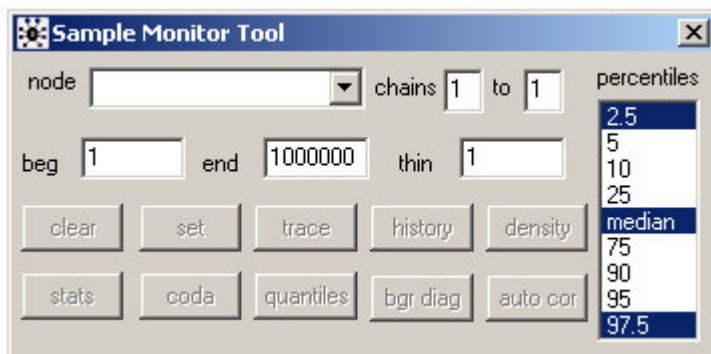 Sample Monitor Tool
node chains 1 to 1 percentiles
beg 1 end 1000000 thin 1
clear set trace history density
stats coda quantiles bgr diag auto cor
2.5
5
10
25
median
75
90
95
97.5